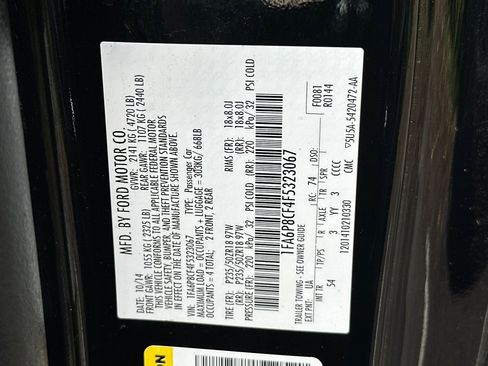 MFD. BY FORD MOTOR CO.
DATE: 10/14
GVWR: 2141 KG ( 4720 LB)
FRONT GAWR: 1055 KG ( 2325 LB)
REAR GAWR: 1107 KG ( 2440 LB)
THIS VEHICLE CONFORMS TO ALL APPLICABLE FEDERAL MOTOR
VEHICLE SAFETY, BUMPER, AND THEFT PREVENTION STANDARDS
IN EFFECT ON THE DATE OF MANUFACTURE SHOWN ABOVE.
VIN: 1FA6P8CF4F5323067
TYPE: Passenger Car
MAXIMUM LOAD = OCCUPANTS + LUGGAGE = 303KG/ 668LB
OCCUPANTS = 4 TOTAL: 2 FRONT, 2 REAR
TIRE (FR): P235/50ZR18 97W RIMS (FR): 18x8.0J
TIRE (RR): P235/50ZR18 97W (RR): 18x8.0J
PRESSURE (FR): 220 kPa/ 32 PSI COLD (RR): 220 kPa/ 32 PSI COLD
1FA6P8CF4F5323067
F0081
R0144
TRAILER TOWING - SEE OWNER GUIDE
EXT PNT: UA RC: 74 DSO:
INT TR TP/PS R AXLE TR SPR
54 YY 3 CCCC
1201410210330 CMC
5U5A-5420472-AA